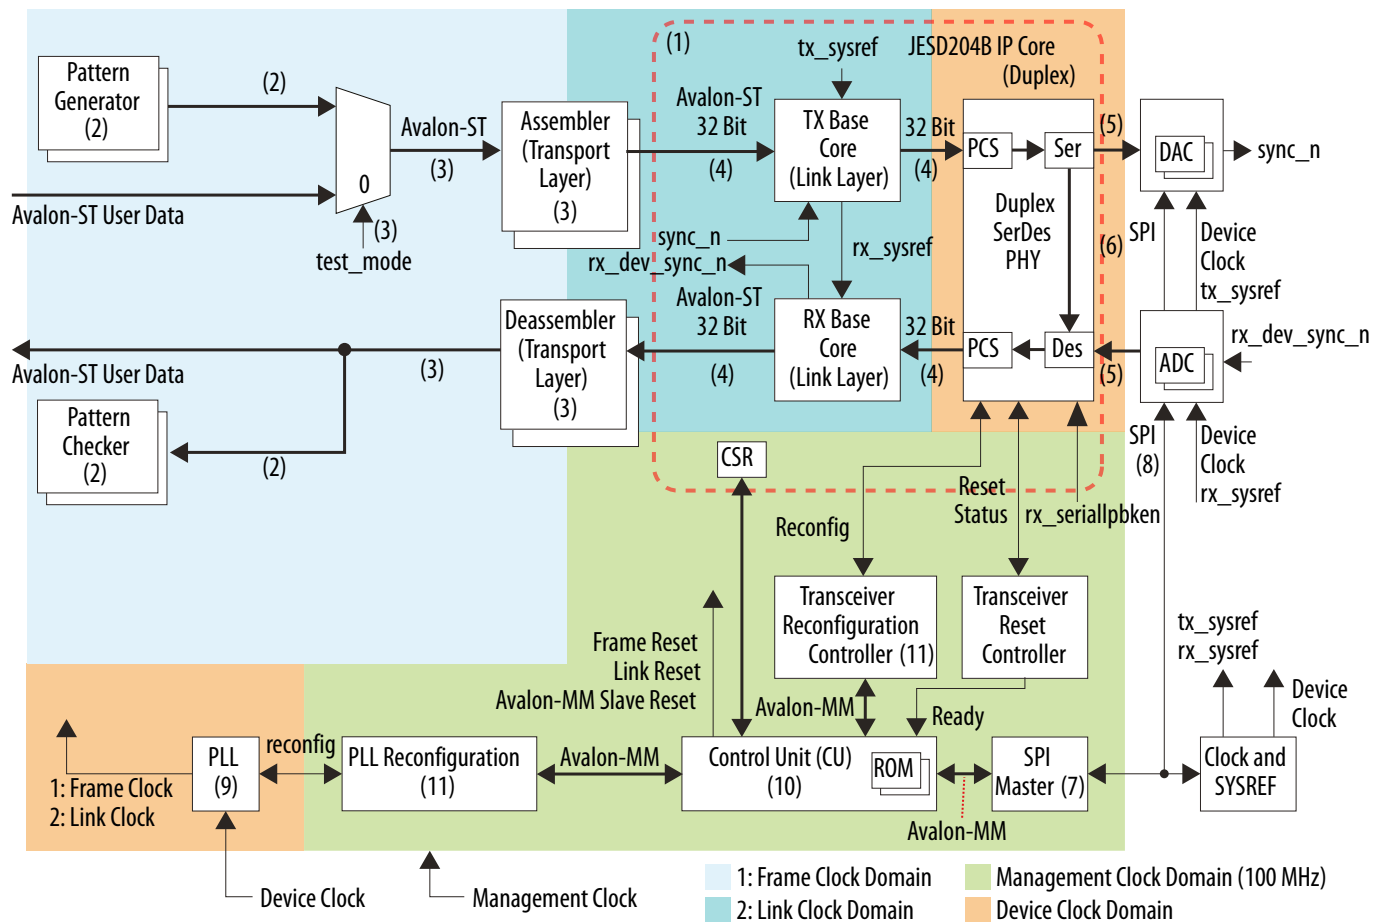 (1)
tx_sysref
JESD204B IP Core
(Duplex)
Pattern
Generator
(2)
(2)
0
Avalon-ST
(3)
Assembler
(Transport
Layer)
(3)
Avalon-ST
32 Bit
(4)
TX Base
Core
(Link Layer)
32 Bit
(4)
PCS
Ser
(5)
DAC
sync_n
Avalon-ST User Data
(3)
test_mode
sync_n
rx_dev_sync_n
rx_sysref
Duplex
SerDes
PHY
(6)
SPI
Device
Clock
tx_sysref
Deassembler
(Transport
Layer)
(3)
Avalon-ST
32 Bit
(4)
RX Base
Core
(Link Layer)
32 Bit
(4)
PCS
Des
(5)
ADC
rx_dev_sync_n
Avalon-ST User Data
(3)
Pattern
Checker
(2)
(2)
CSR
Reconfig
Reset
Status
rx_seriallpbken
SPI
(8)
Device
Clock
rx_sysref
Transceiver
Reconfiguration
Controller (11)
Transceiver
Reset
Controller
Frame Reset
Link Reset
Avalon-MM Slave Reset
Avalon-MM
Ready
tx_sysref
rx_sysref
Device
Clock
1: Frame Clock
2: Link Clock
PLL
(9)
reconfig
PLL Reconfiguration
(11)
Avalon-MM
Control Unit (CU)
(10)
ROM
Avalon-MM
SPI
Master (7)
Clock and
SYSREF
Device Clock
Management Clock
1: Frame Clock Domain
2: Link Clock Domain
Management Clock Domain (100 MHz)
Device Clock Domain